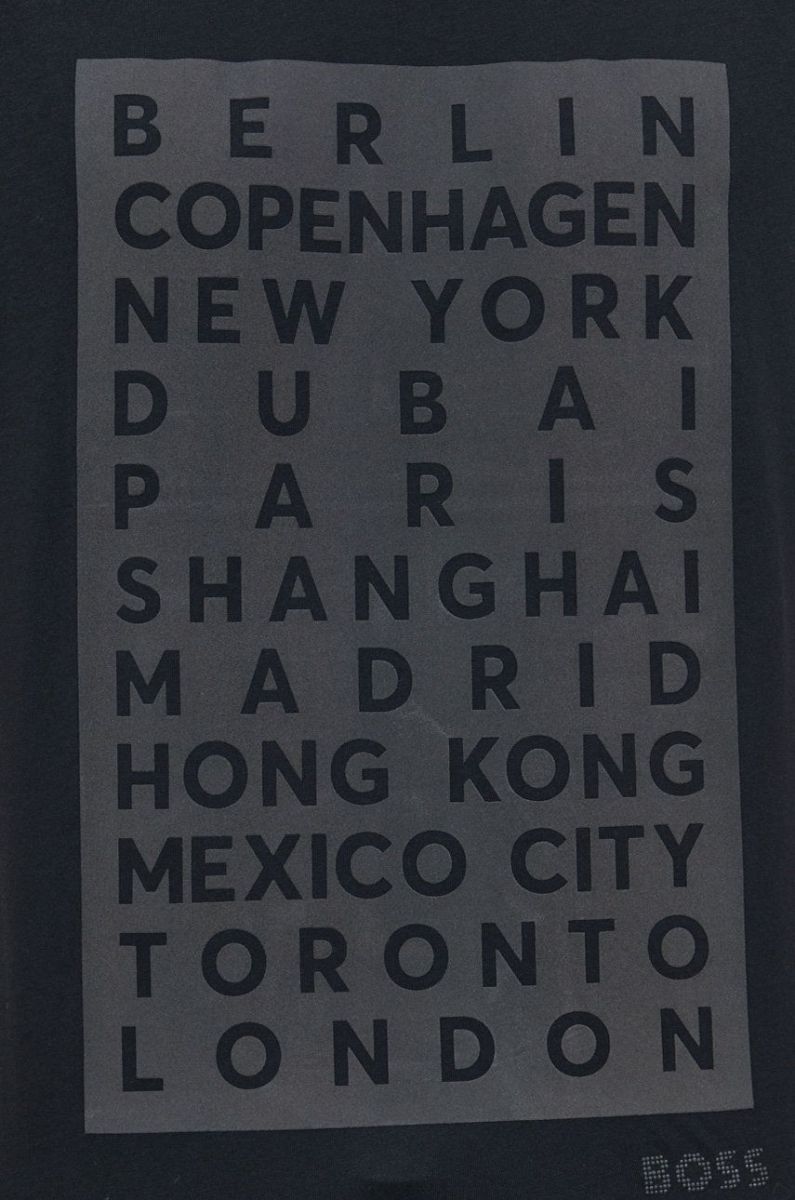 BERLIN
COPENHAGEN
NEW YORK
DUBAI
PARIS
SHANGHAI
MADRID
HONG KONG
MEXICO CITY
TORONTO
LONDON
BOSS